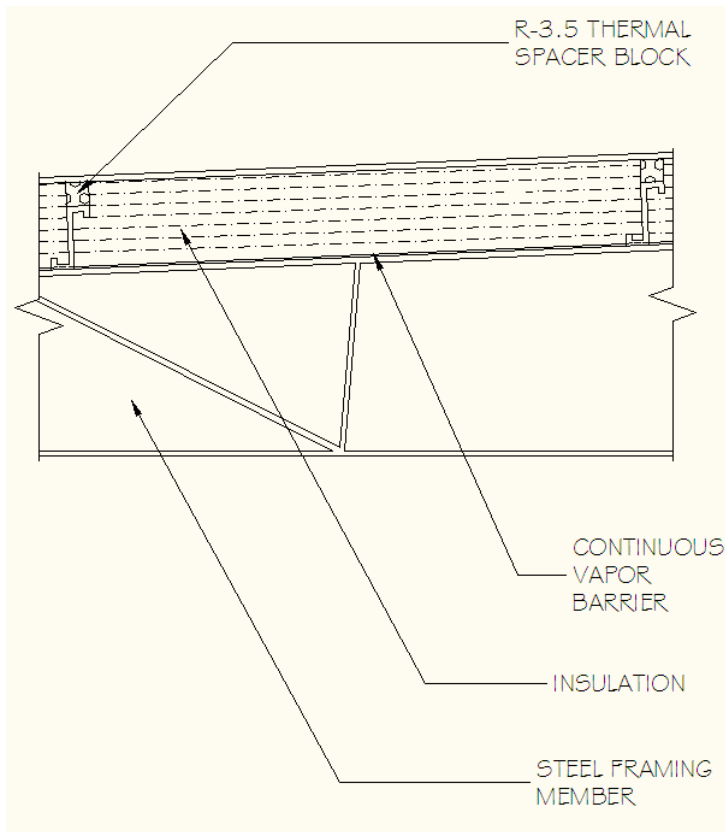 R-3.5 THERMAL
SPACER BLOCK
CONTINUOUS
VAPOR
BARRIER
INSULATION
STEEL FRAMING
MEMBER